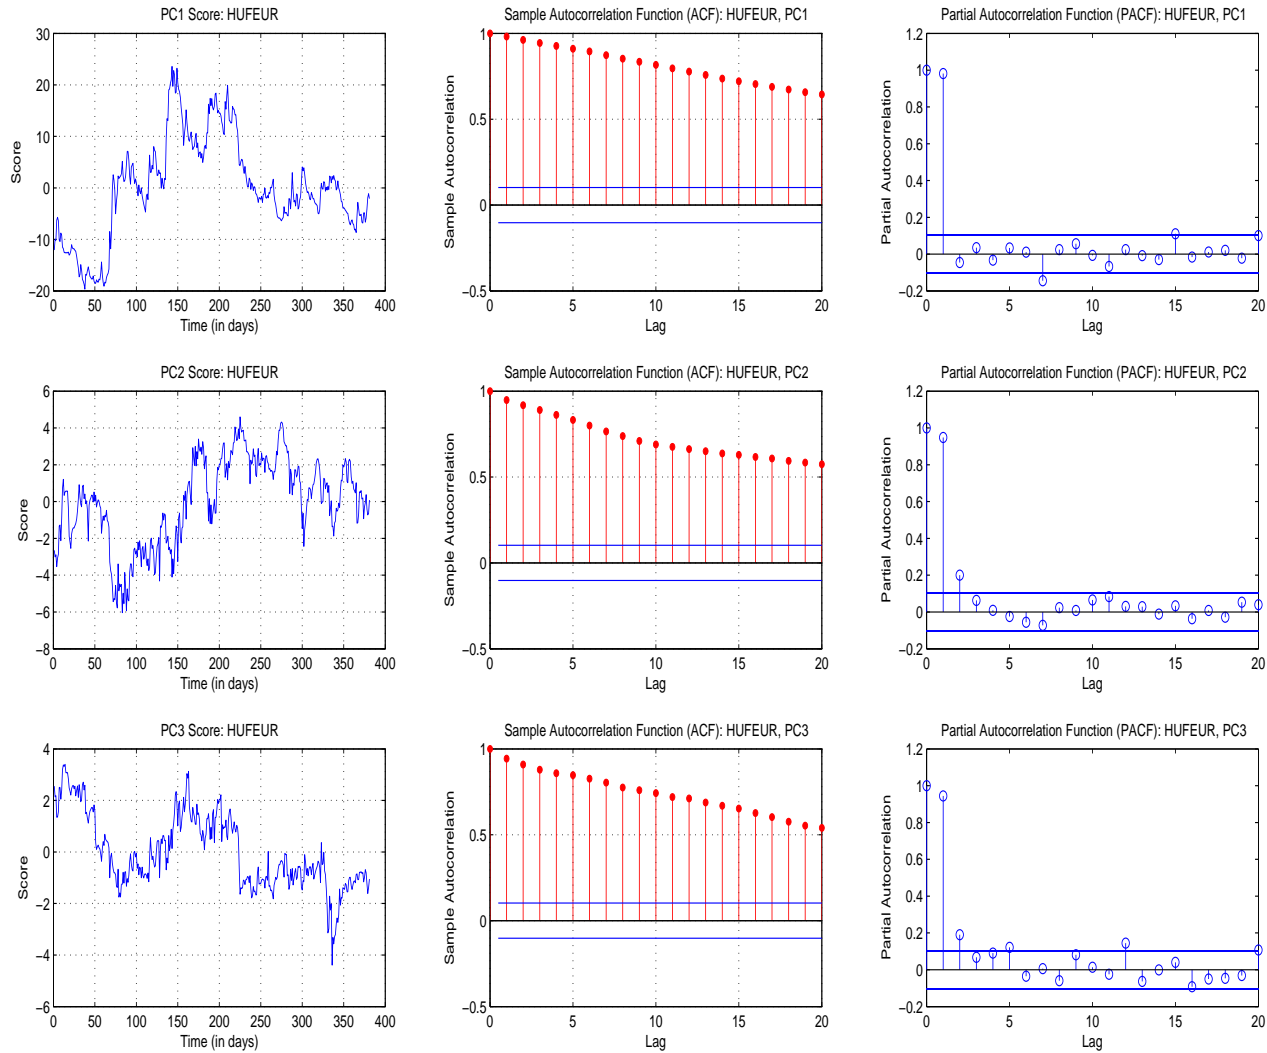 PC1 Score: HUFEUR
30
20
10
0
−10
−20
Score
0 50 100 150 200 250 300 350 400
Time (in days)
Sample Autocorrelation Function (ACF): HUFEUR, PC1
1
0.5
0
−0.5
Sample Autocorrelation
0 5 10 15 20
Lag
Partial Autocorrelation Function (PACF): HUFEUR, PC1
1.2
1
0.8
0.6
0.4
0.2
0
−0.2
Partial Autocorrelation
0 5 10 15 20
Lag
PC2 Score: HUFEUR
6
4
2
0
−2
−4
−6
−8
Score
0 50 100 150 200 250 300 350 400
Time (in days)
Sample Autocorrelation Function (ACF): HUFEUR, PC2
1
0.5
0
−0.5
Sample Autocorrelation
0 5 10 15 20
Lag
Partial Autocorrelation Function (PACF): HUFEUR, PC2
1.2
1
0.8
0.6
0.4
0.2
0
−0.2
Partial Autocorrelation
0 5 10 15 20
Lag
PC3 Score: HUFEUR
4
2
0
−2
−4
−6
Score
0 50 100 150 200 250 300 350 400
Time (in days)
Sample Autocorrelation Function (ACF): HUFEUR, PC3
1
0.5
0
−0.5
Sample Autocorrelation
0 5 10 15 20
Lag
Partial Autocorrelation Function (PACF): HUFEUR, PC3
1.2
1
0.8
0.6
0.4
0.2
0
−0.2
Partial Autocorrelation
0 5 10 15 20
Lag